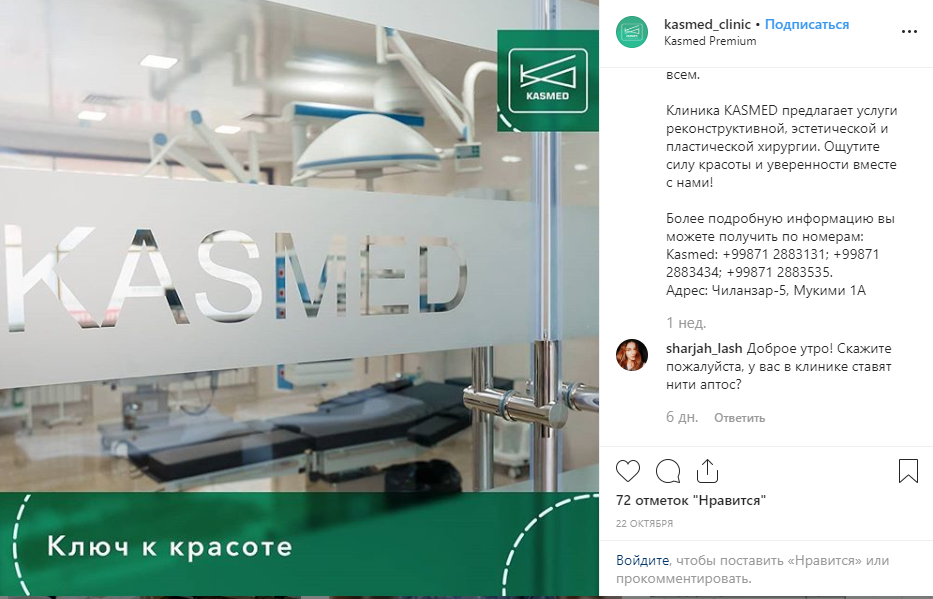 KASMED
KASMED
Ключ к красоте
kasmed_clinic • Подписаться
Kasmed Premium
всем.
Клиника KASMED предлагает услуги
реконструктивной, эстетической и
пластической хирургии. Ощутите
силу красоты и уверенности вместе
с нами!
Более подробную информацию вы
можете получить по номерам:
Kasmed: +99871 2883131; +99871
2883434; +99871 2883535.
Адрес: Чиланзар-5, Мукими 1А
1 нед.
sharjah_lash Доброе утро! Скажите
пожалуйста, у вас в клинике ставят
нити аптос?
6 дн. Ответить
72 отметок "Нравится"
22 ОКТЯБРЯ
Войдите, чтобы поставить «Нравится» или
прокомментировать.